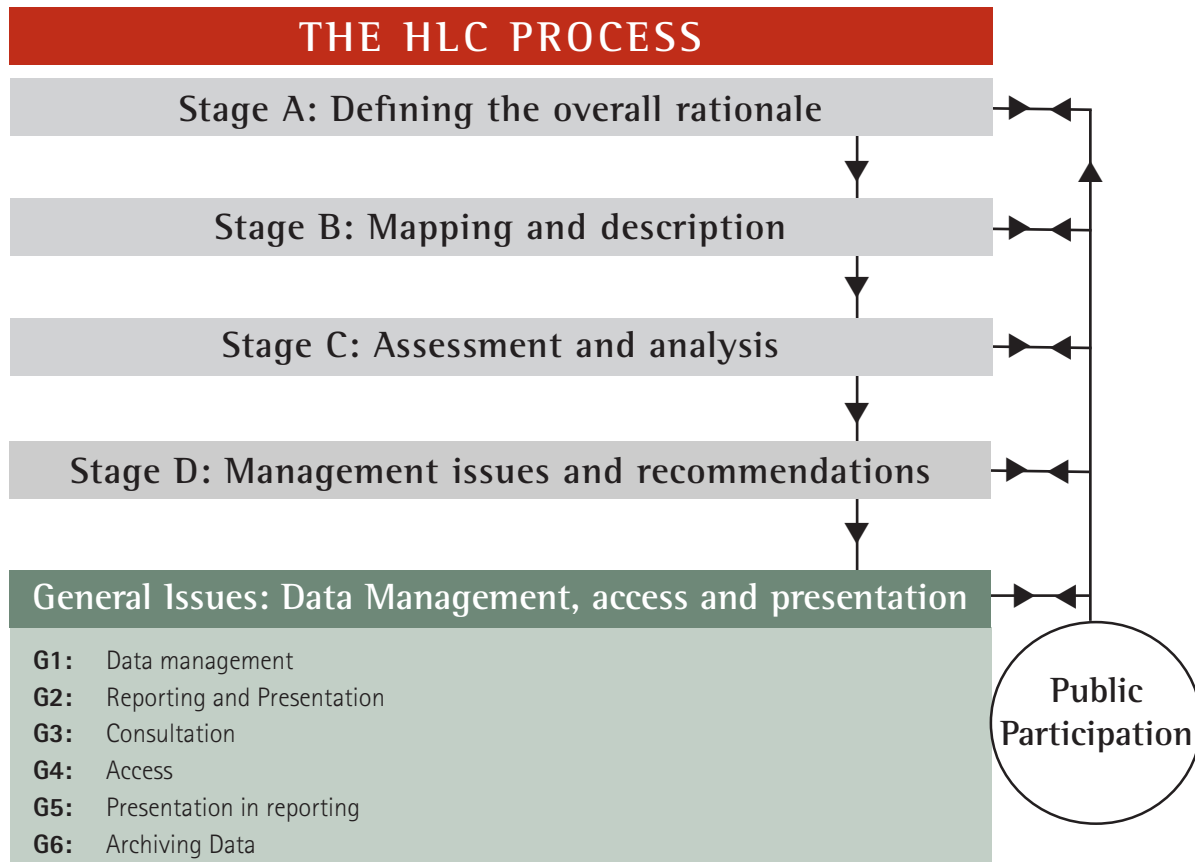 THE HLC PROCESS
Stage A: Defining the overall rationale
Stage B: Mapping and description
Stage C: Assessment and analysis
Stage D: Management issues and recommendations
General Issues: Data Management, access and presentation
G1: Data management
G2: Reporting and Presentation
G3: Consultation
G4: Access
G5: Presentation in reporting
G6: Archiving Data
Public
Participation